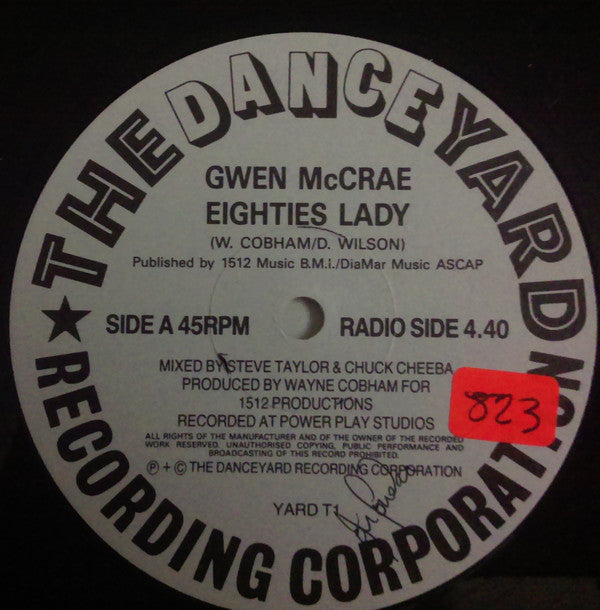 ★ THE DANCEYARD
RECORDING CORPORATION
GWEN McCRAE
EIGHTIES LADY
(W. COBHAM/D. WILSON)
Published by 1512 Music B.M.i./DiaMar Music ASCAP
SIDE A 45RPM
RADIO SIDE 4.40
MIXED BY STEVE TAYLOR & CHUCK CHEEBA
PRODUCED BY WAYNE COBHAM FOR
1512 PRODUCTIONS
RECORDED AT POWER PLAY STUDIOS
ALL RIGHTS OF THE MANUFACTURER AND OF THE OWNER OF THE RECORDED
WORK RESERVED. UNAUTHORISED COPYING, PUBLIC PERFORMANCE AND
BROADCASTING OF THIS RECORD PROHIBITED.
℗ + © THE DANCEYARD RECORDING CORPORATION
YARD T1
823